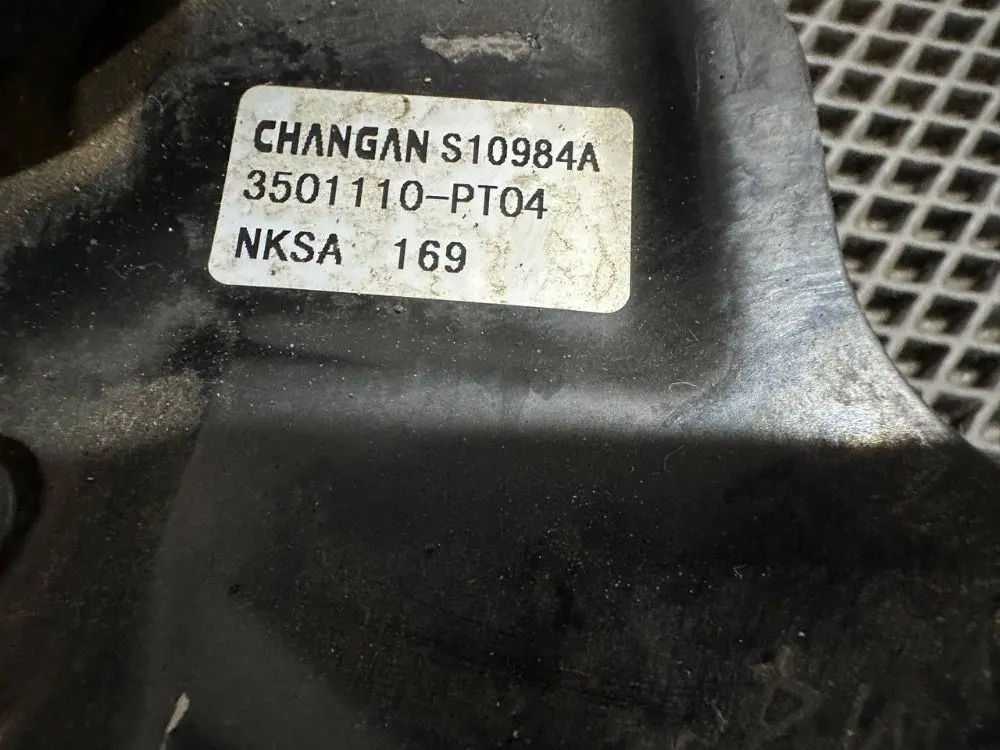 CHANGAN S10984A
3501110-PT04
NKSA 169